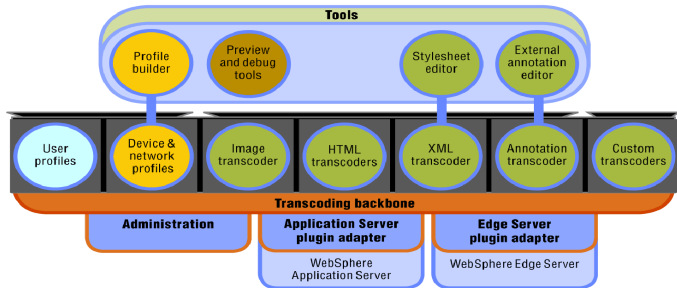 Tools
Profile
builder
Preview
and debug
tools
Stylesheet
editor
External
annotation
editor
User
profiles
Device &
network
profiles
Image
transcoder
HTML
transcoders
XML
transcoder
Annotation
transcoder
Custom
transcoders
Transcoding backbone
Administration
Application Server
plugin adapter
Edge Server
plugin adapter
WebSphere
Application Server
WebSphere Edge Server